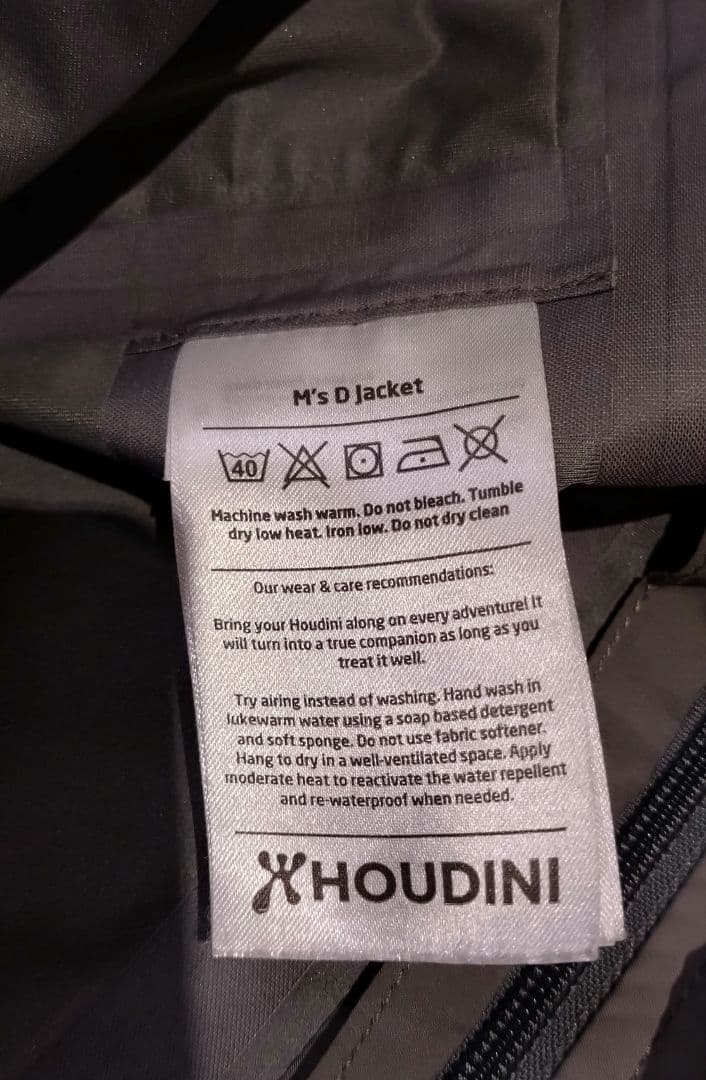 M's D Jacket
40
Machine wash warm. Do not bleach. Tumble
dry low heat. Iron low. Do not dry clean
Our wear & care recommendations:
Bring your Houdini along on every adventure! It
will turn into a true companion as long as you
treat it well.
Try airing instead of washing. Hand wash in
lukewarm water using a soap based detergent
and soft sponge. Do not use fabric softener.
Hang to dry in a well-ventilated space. Apply
moderate heat to reactivate the water repellent
and re-waterproof when needed.
HOUDINI